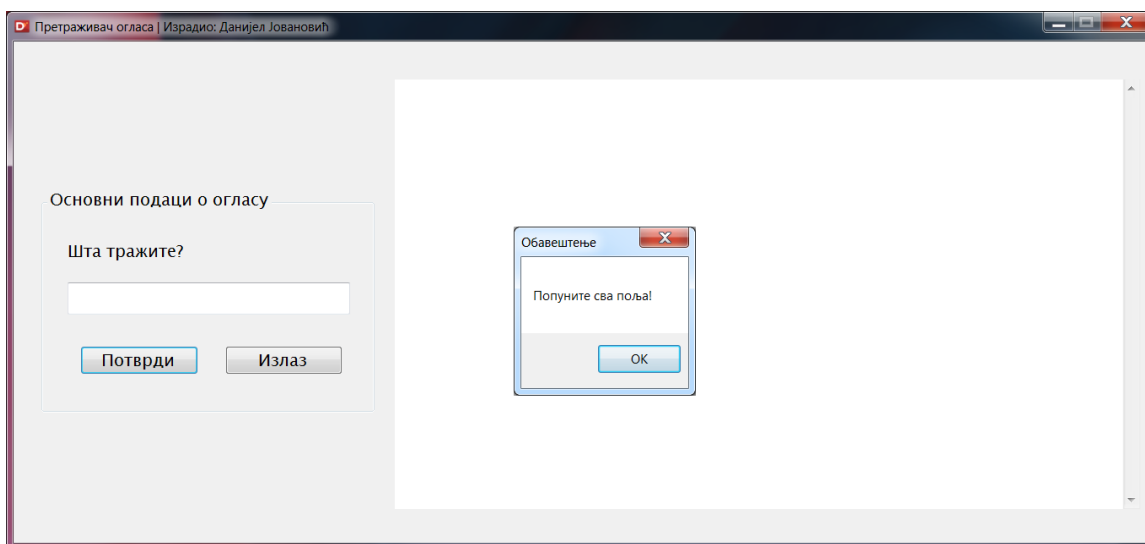 Претраживач огласа | Израдио: Данијел Јовановић
Основни подаци о огласу
Шта тражите?
Потврди
Излаз
Обавештење
Попуните сва поља!
OK